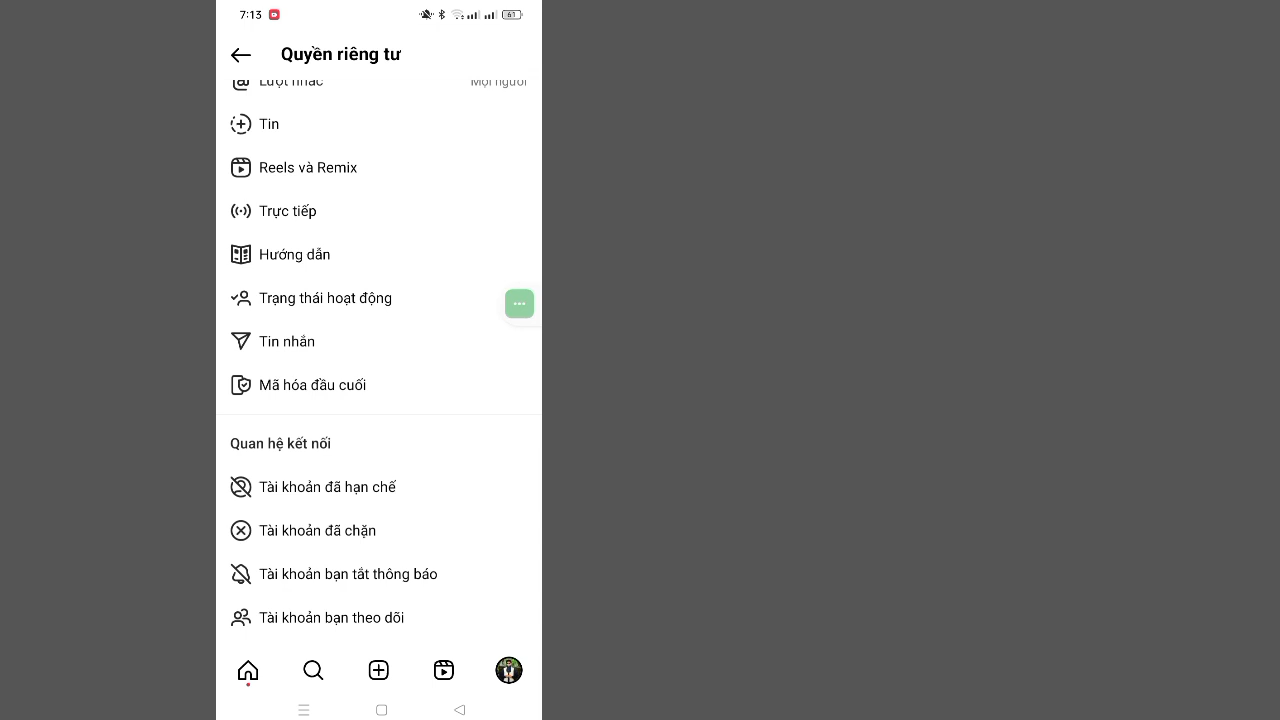 7:13
61
Quyền riêng tư
Lượt nhắc
Mọi người
Tin
Reels và Remix
Trực tiếp
Hướng dẫn
Trạng thái hoạt động
Tin nhắn
Mã hóa đầu cuối
Quan hệ kết nối
Tài khoản đã hạn chế
Tài khoản đã chặn
Tài khoản bạn tắt thông báo
Tài khoản bạn theo dõi